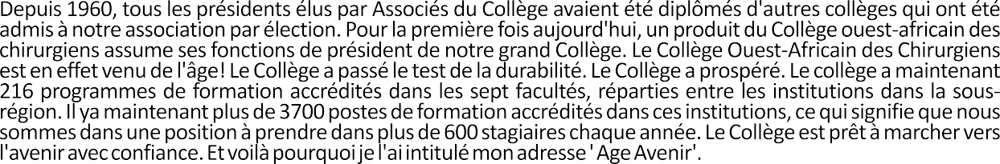 Depuis 1960, tous les présidents élus par Associés du Collège avaient été diplômés d'autres collèges qui ont été
admis à notre association par élection. Pour la première fois aujourd'hui, un produit du Collège ouest-africain des
chirurgiens assume ses fonctions de président de notre grand Collège. Le Collège Ouest-Africain des Chirurgiens
est en effet venu de l'âge! Le Collège a passé le test de la durabilité. Le Collège a prospéré. Le collège a maintenant
216 programmes de formation accrédités dans les sept facultés, réparties entre les institutions dans la sous-
région. Il ya maintenant plus de 3700 postes de formation accrédités dans ces institutions, ce qui signifie que nous
sommes dans une position à prendre dans plus de 600 stagiaires chaque année. Le Collège est prêt à marcher vers
l'avenir avec confiance. Et voilà pourquoi je l'ai intitulé mon adresse ' Age Avenir'.